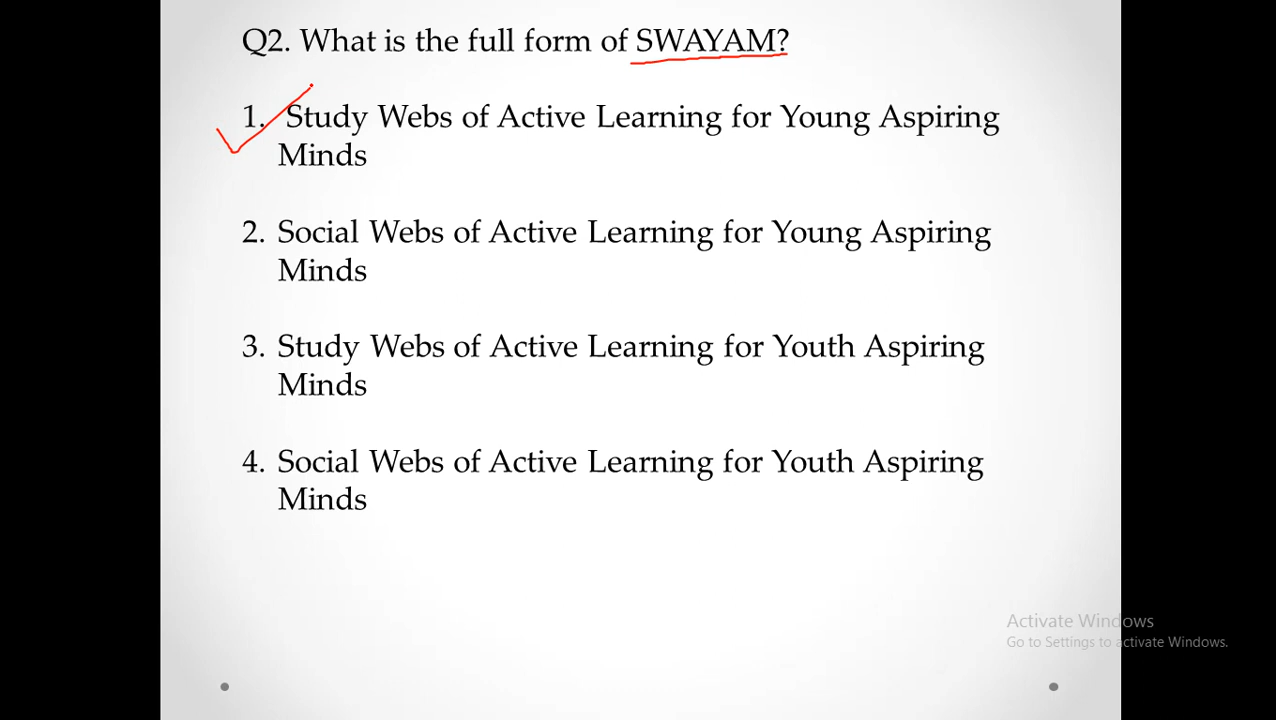 Q2. What is the full form of SWAYAM?
1. Study Webs of Active Learning for Young Aspiring
Minds
2. Social Webs of Active Learning for Young Aspiring
Minds
3. Study Webs of Active Learning for Youth Aspiring
Minds
4. Social Webs of Active Learning for Youth Aspiring
Minds
Activate Windows
Go to Settings to activate Windows.